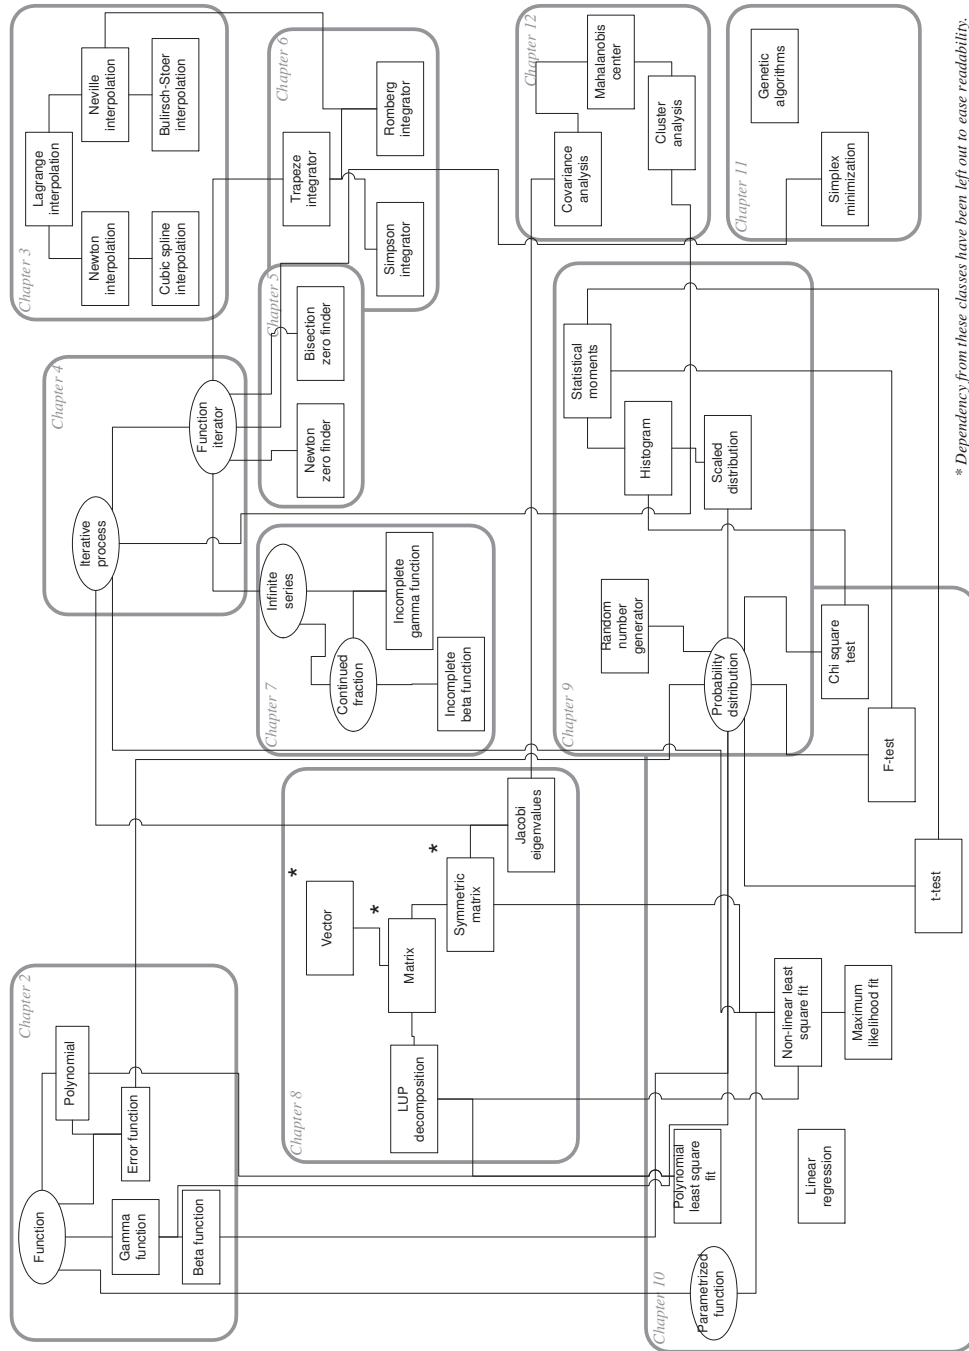 Chapter 2
Function
Polynomial
Error function
Gamma
function
Beta function
Chapter 4
Iterative
process
Function
iterator
Chapter 3
Lagrange
interpolation
Newton
interpolation
Neville
interpolation
Cubic spline
interpolation
Bulirsch-Stoer
interpolation
Chapter 8
Vector
*
*
Matrix
*
Symmetric
matrix
LUP
decomposition
Jacobi
eigenvalues
Chapter 7
Infinite
series
Continued
fraction
Incomplete
gamma function
Incomplete
beta function
Chapter 5
Newton
zero finder
Bisection
zero finder
Chapter 6
Trapeze
integrator
Simpson
integrator
Romberg
integrator
Chapter 10
Parametrized
function
Polynomial
least square
fit
Linear
regression
Non-linear least
square fit
Maximum
likelihood fit
t-test
F-test
Chi square
test
Chapter 9
Random
number
generator
Probability
dsitribution
Statistical
moments
Histogram
Scaled
distribution
Chapter 12
Covariance
analysis
Mahalanobis
center
Cluster
analysis
Chapter 11
Simplex
minimization
Genetic
algorithms
* Dependency from these classes have been left out to ease readability.